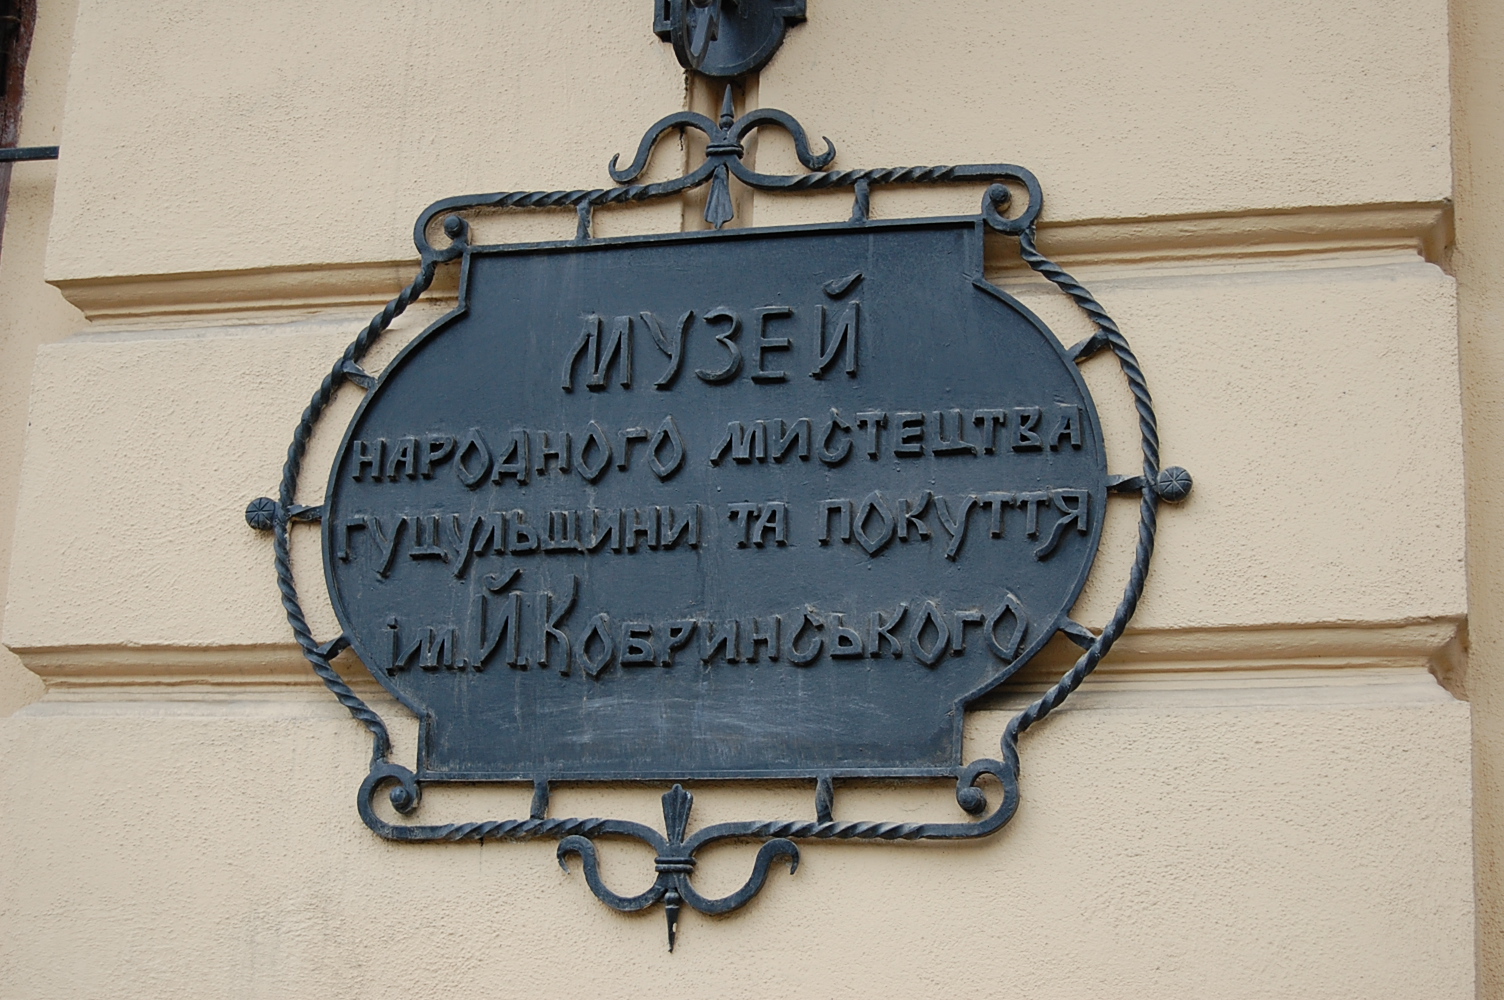 МУЗЕЙ
НАРОДНОГО МИСТЕЦТВА
ГУЦУЛЬЩИНИ ТА ПОКУТТЯ
ім. Й КОБРИНСЬКОГО